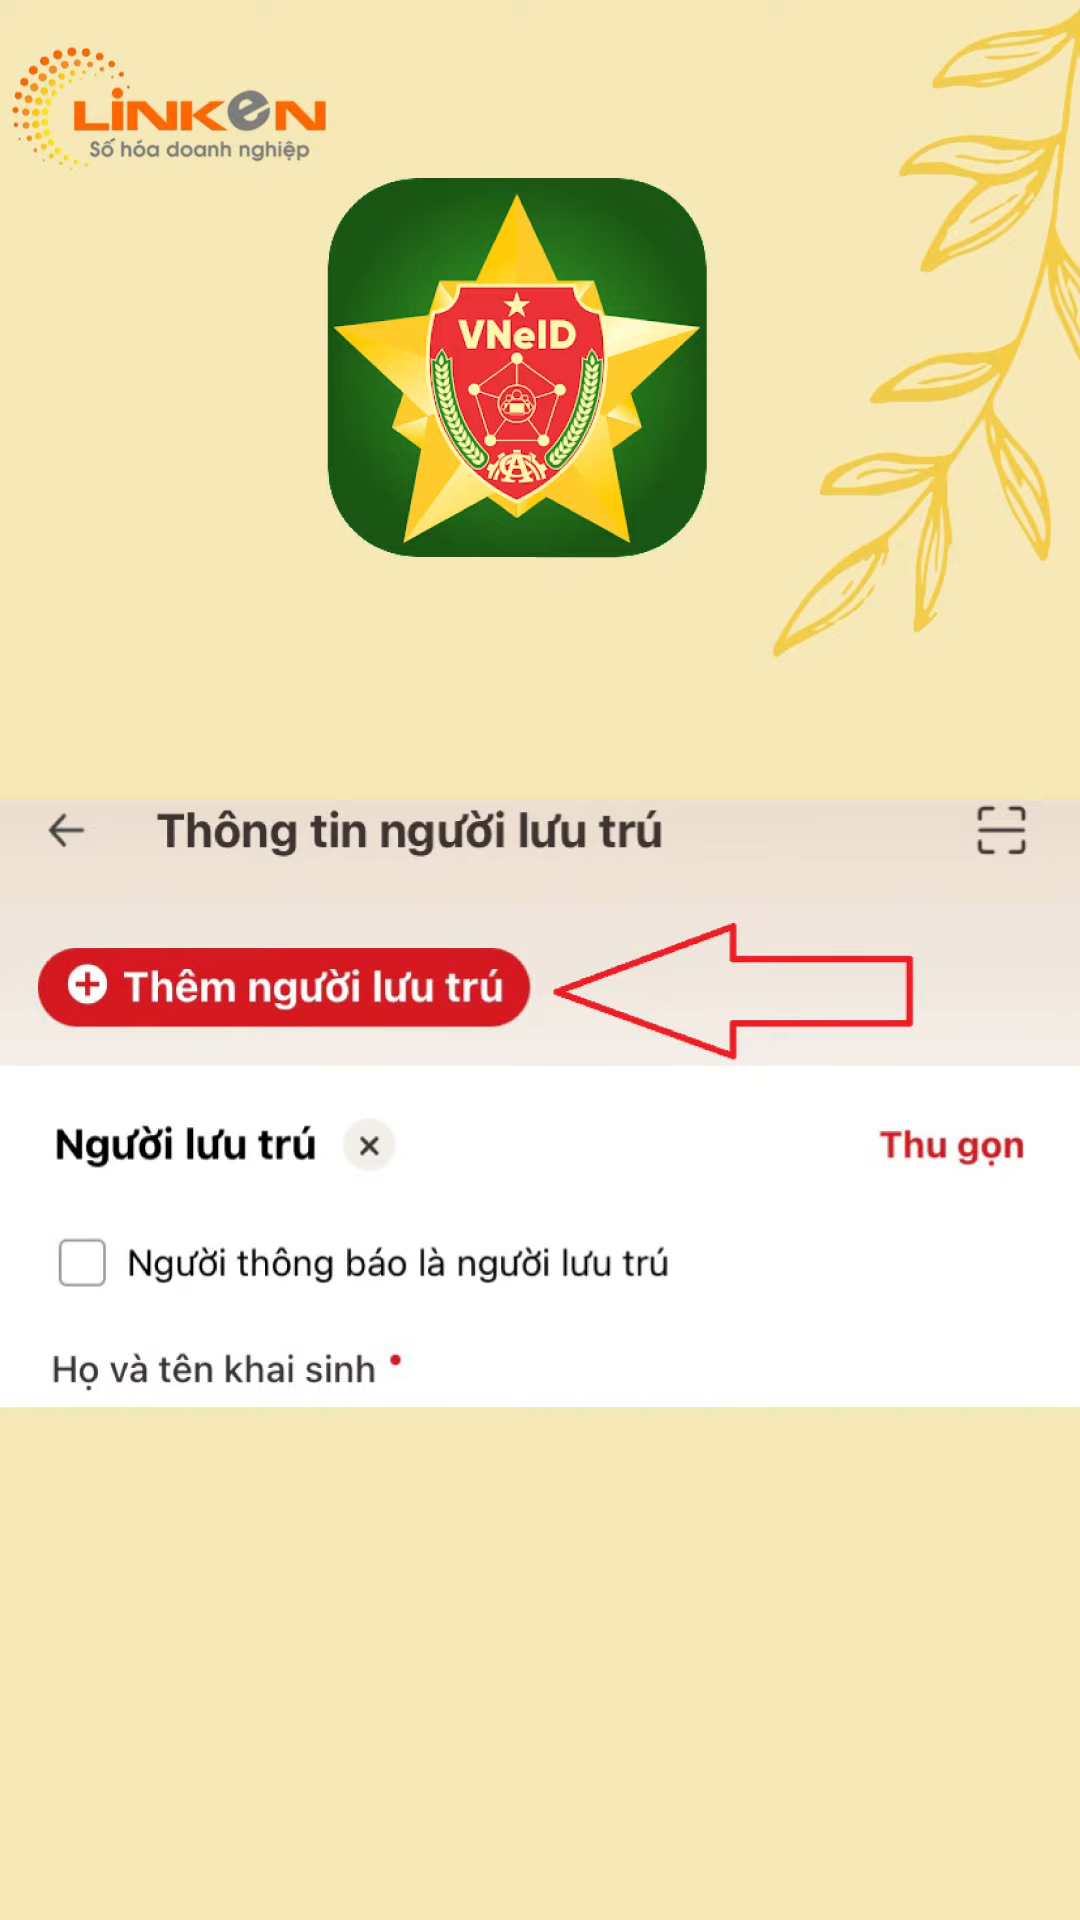 LINKEN
Số hóa doanh nghiệp
VNeID
Thông tin người lưu trú
Thêm người lưu trú
Người lưu trú
Thu gọn
Người thông báo là người lưu trú
Họ và tên khai sinh